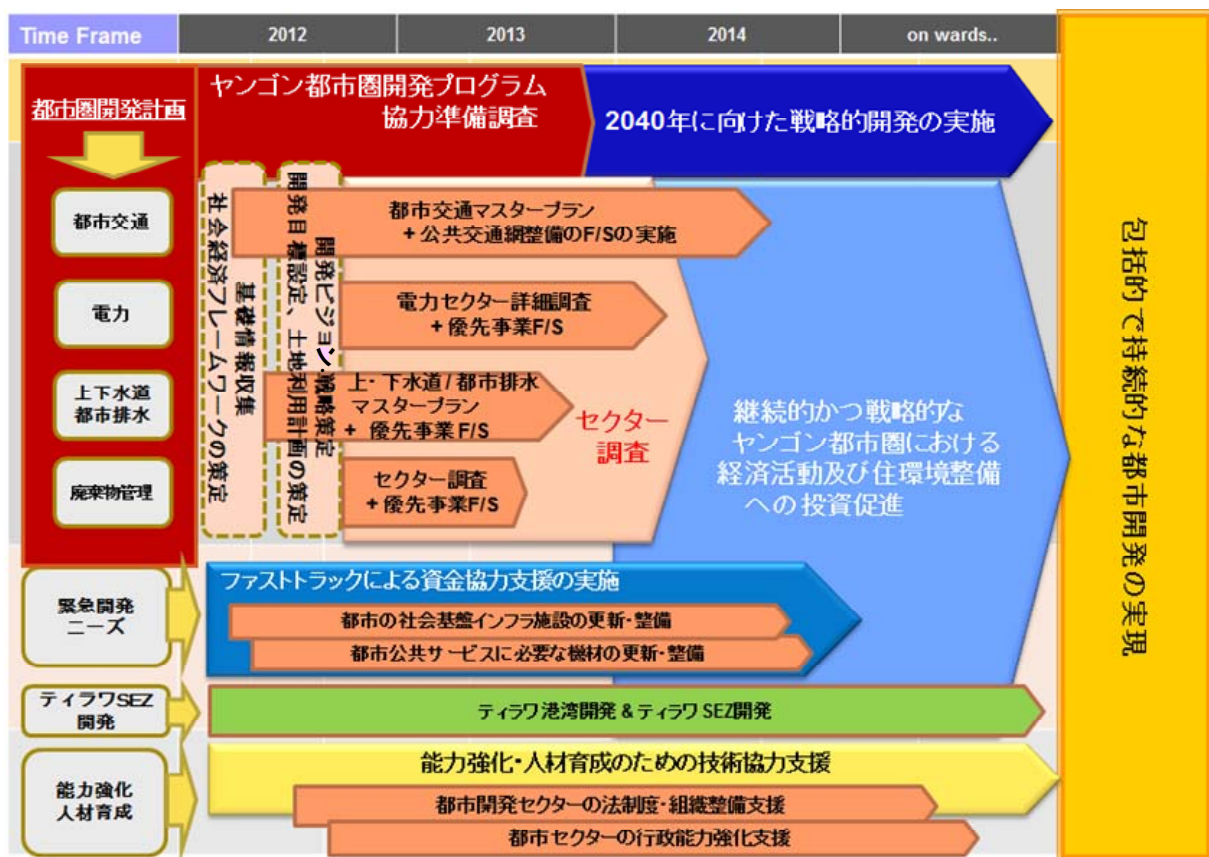 Time Frame
2012
2013
2014
on wards..
都市圏開発計画
ヤンゴン都市圏開発プログラム
協力準備調査
2040年に向けた戦略的開発の実施
都市交通
電力
上下水道
都市排水
廃棄物管理
基礎情報収集
社会経済フレームワークの策定
開発ビジョン・戦略策定
開発目標設定、土地利用計画の策定
都市交通マスタープラン
+ 公共交通網整備のF/Sの実施
電力セクター詳細調査
+ 優先事業F/S
上・下水道/都市排水
マスタープラン
+ 優先事業F/S
セクター調査
+ 優先事業F/S
セクター
調査
継続的かつ戦略的な
ヤンゴン都市圏における
経済活動及び住環境整備
への投資促進
緊急開発
ニーズ
ファストトラックによる資金協力支援の実施
都市の社会基盤インフラ施設の更新・整備
都市公共サービスに必要な機材の更新・整備
ティラワSEZ
開発
ティラワ港湾開発 & ティラワSEZ開発
能力強化
人材育成
能力強化・人材育成のための技術協力支援
都市開発セクターの法制度・組織整備支援
都市セクターの行政能力強化支援
包括的で持続的な都市開発の実現